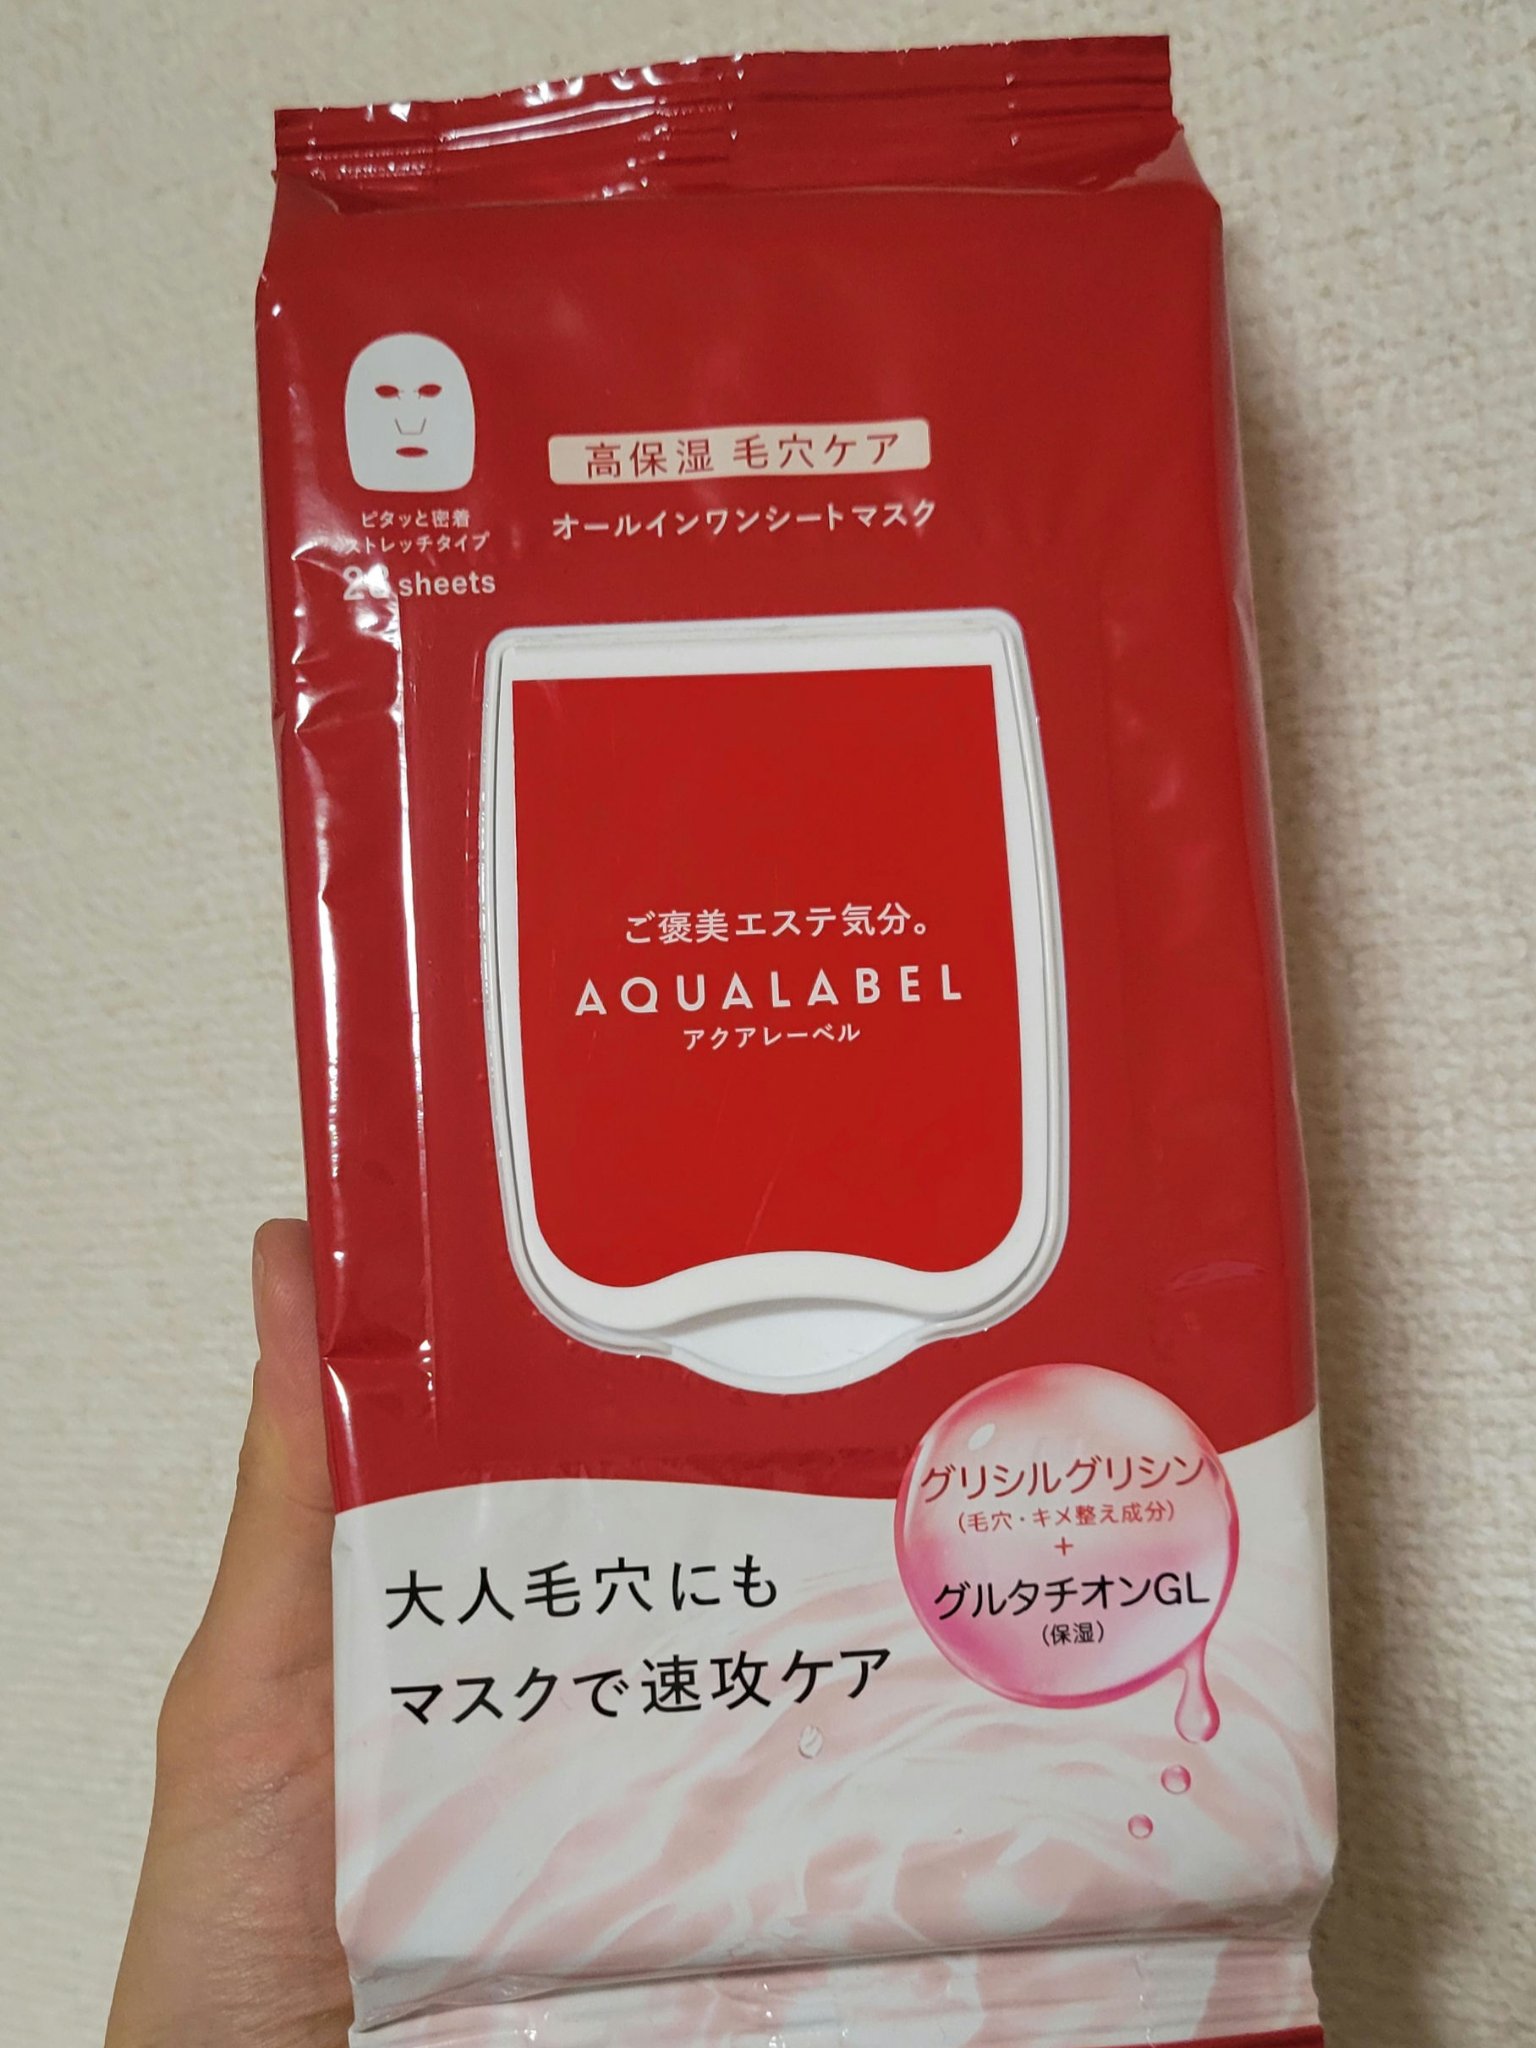 高保湿 毛穴ケア
オールインワンシートマスク
ピタッと密着
ストレッチタイプ
sheets
ご褒美エステ気分。
AQUALABEL
アクアレーベル
グリシルグリシン
(毛穴・キメ整え成分)
+
グルタチオンGL
(保湿)
大人毛穴にも
マスクで速攻ケア